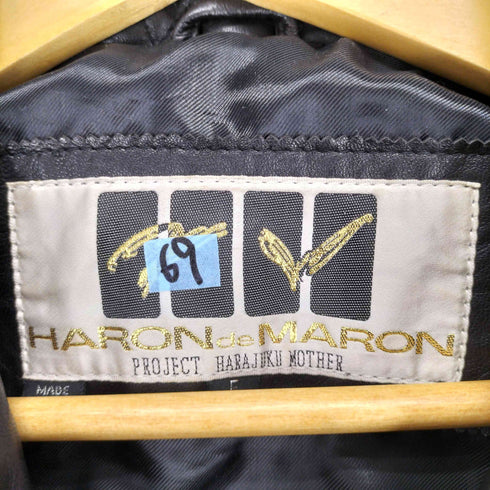 69
HARON de MARON
PROJECT HARAJUKU MOTHER
MADE
F